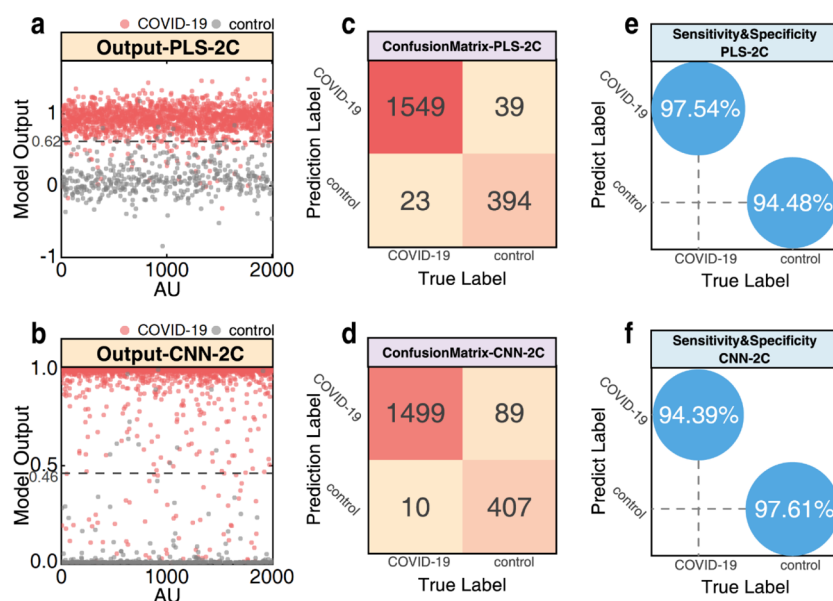 a
COVID-19 control
Output-PLS-2C
Model Output
1
0.62
0
-1
0 1000 2000
AU
c
ConfusionMatrix-PLS-2C
Prediction Label
COVID-19
control
1549 39
23 394
COVID-19 control
True Label
e
Sensitivity&Specificity
PLS-2C
Predict Label
COVID-19
control
97.54%
94.48%
COVID-19 control
True Label
b
COVID-19 control
Output-CNN-2C
Model Output
1.0
0.5
0.46
0.0
0 1000 2000
AU
d
ConfusionMatrix-CNN-2C
Prediction Label
COVID-19
control
1499 89
10 407
COVID-19 control
True Label
f
Sensitivity&Specificity
CNN-2C
Predict Label
COVID-19
control
94.39%
97.61%
COVID-19 control
True Label